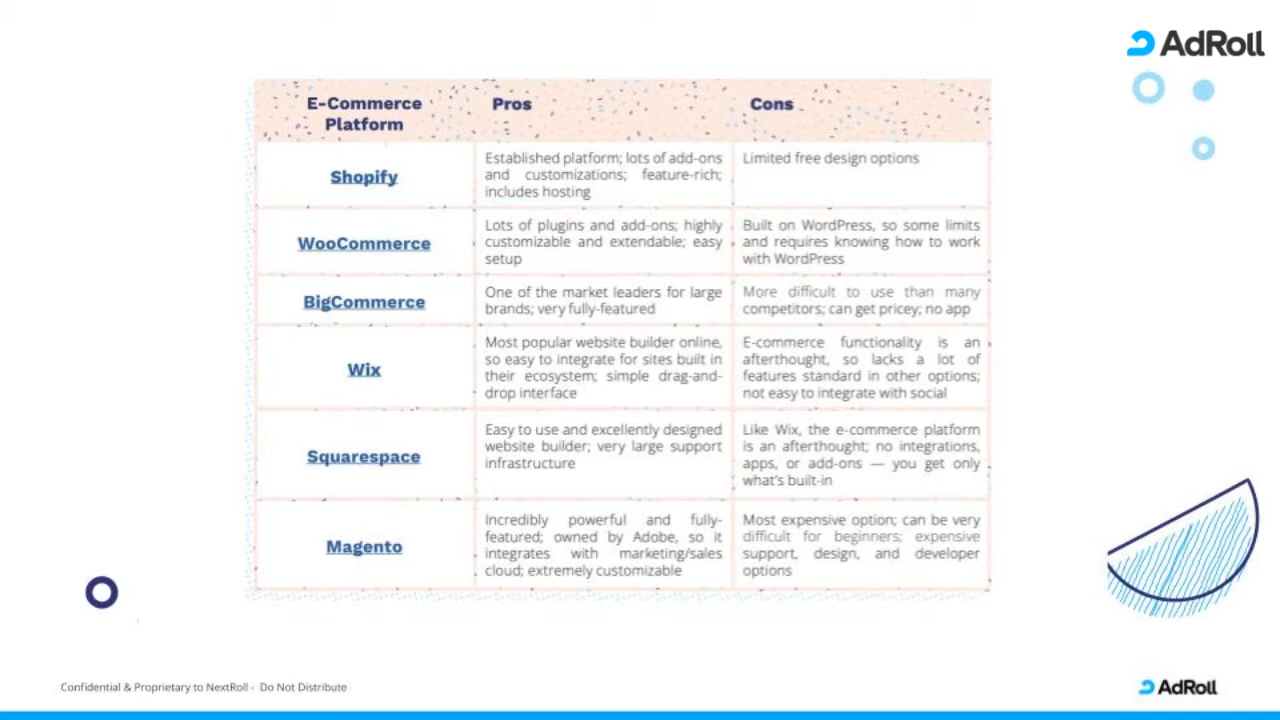 AdRoll
E-Commerce
Platform
Pros
Cons
Shopify
Established platform; lots of add-ons
and customizations; feature-rich;
includes hosting
Limited free design options
WooCommerce
Lots of plugins and add-ons; highly
customizable and extendable; easy
setup
Built on WordPress, so some limits
and requires knowing how to work
with WordPress
BigCommerce
One of the market leaders for large
brands; very fully-featured
More difficult to use than many
competitors; can get pricey; no app
Wix
Most popular website builder online,
so easy to integrate for sites built in
their ecosystem; simple drag-and-
drop interface
E-commerce functionality is an
afterthought, so lacks a lot of
features standard in other options;
not easy to integrate with social
Squarespace
Easy to use and excellently designed
website builder; very large support
infrastructure
Like Wix, the e-commerce platform
is an afterthought; no integrations,
apps, or add-ons — you get only
what's built-in
Magento
Incredibly powerful and fully-
featured; owned by Adobe, so it
integrates with marketing/sales
cloud; extremely customizable
Most expensive option; can be very
difficult for beginners; expensive
support, design, and developer
options
Confidential & Proprietary to NextRoll - Do Not Distribute
AdRoll